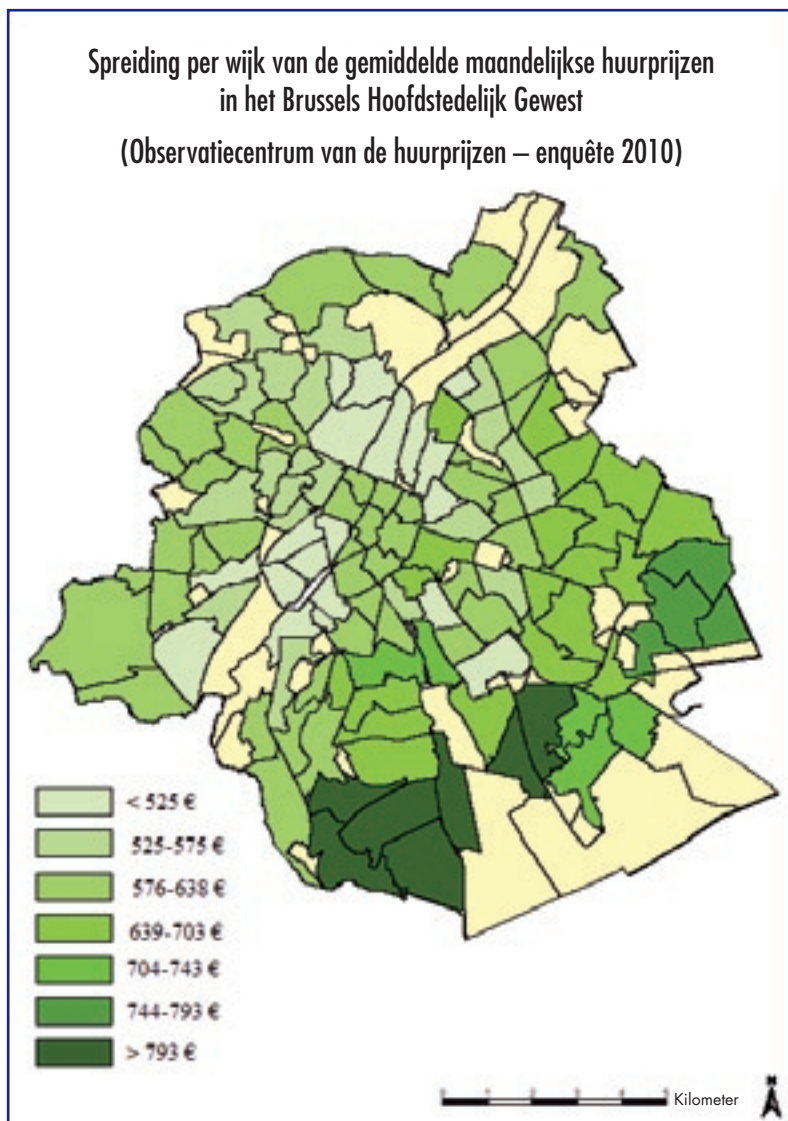 Spreiding per wijk van de gemiddelde maandelijkse huurprijzen
in het Brussels Hoofdstedelijk Gewest
(Observatiecentrum van de huurprijzen – enquête 2010)
< 525 €
525-575 €
576-638 €
639-703 €
704-743 €
744-793 €
> 793 €
Kilometer
N